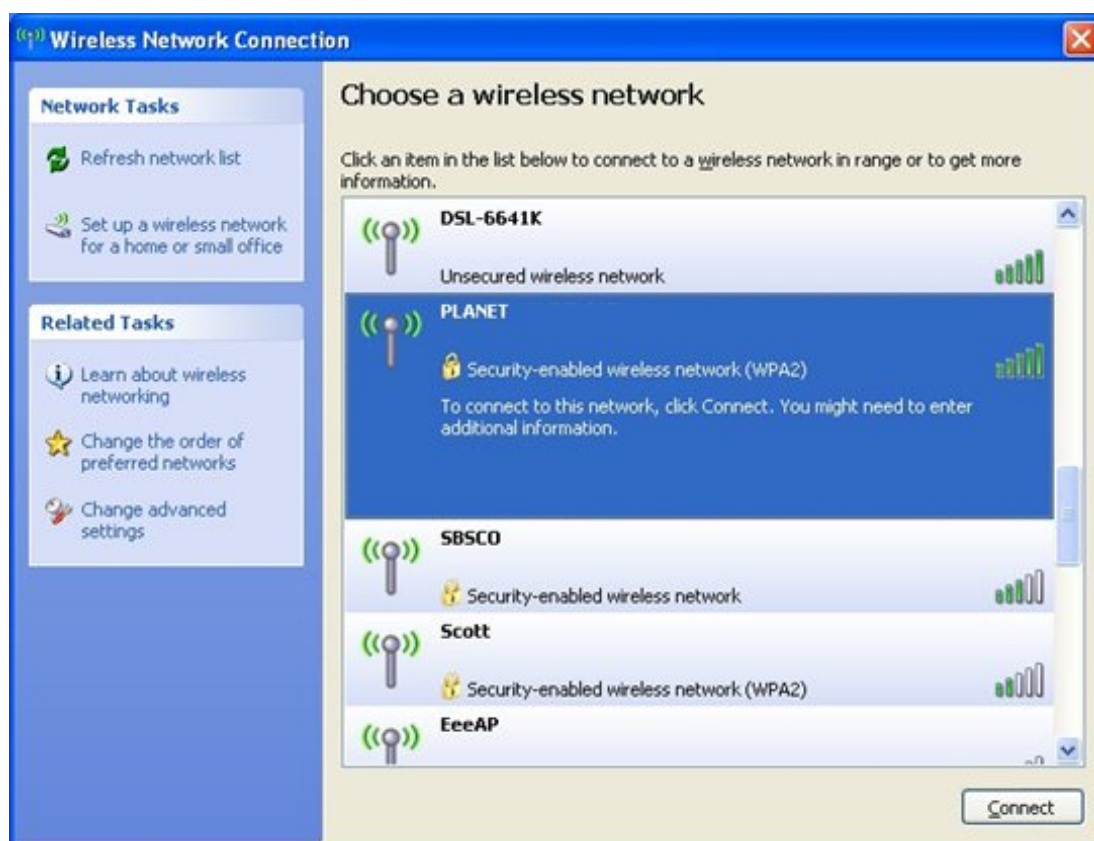 Wireless Network Connection
Network Tasks
Refresh network list
Set up a wireless network
for a home or small office
Related Tasks
Learn about wireless
networking
Change the order of
preferred networks
Change advanced
settings
Choose a wireless network
Click an item in the list below to connect to a wireless network in range or to get more
information.
DSL-6641K
Unsecured wireless network
PLANET
Security-enabled wireless network (WPA2)
To connect to this network, click Connect. You might need to enter
additional information.
SBSCO
Security-enabled wireless network
Scott
Security-enabled wireless network (WPA2)
EeeAP
Connect